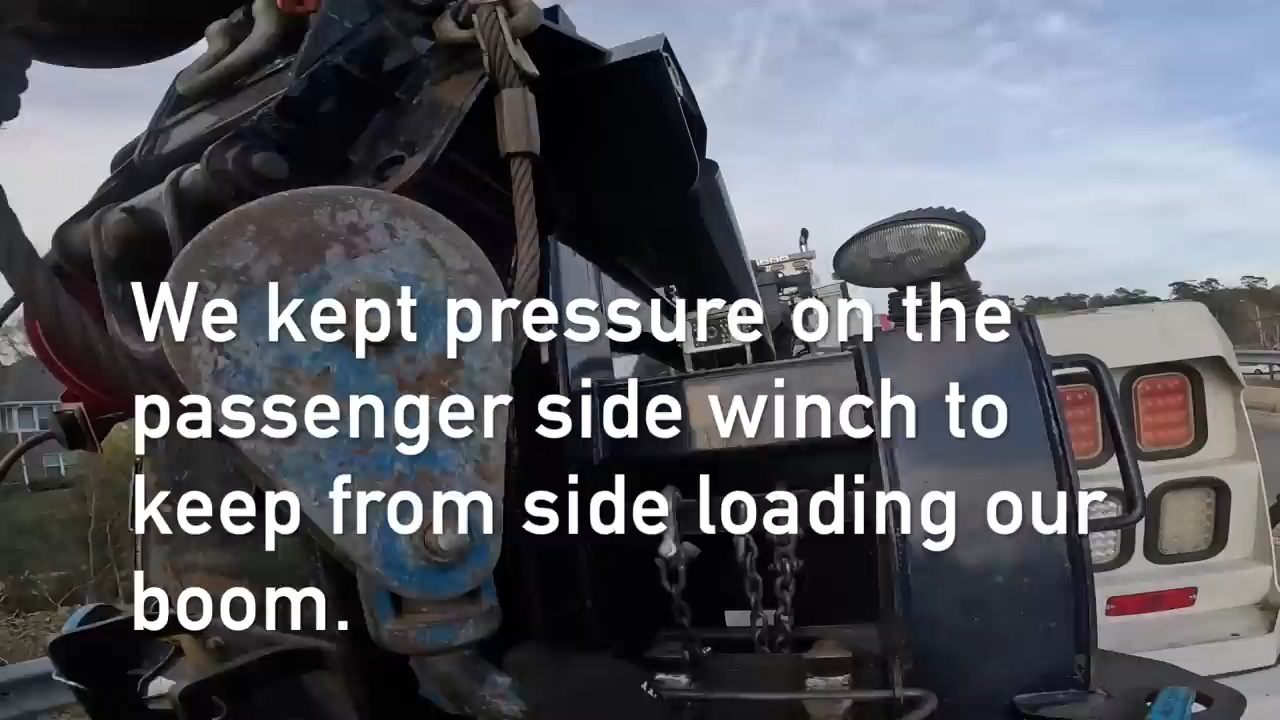 We kept pressure on the
passenger side winch to
keep from side loading our
boom.